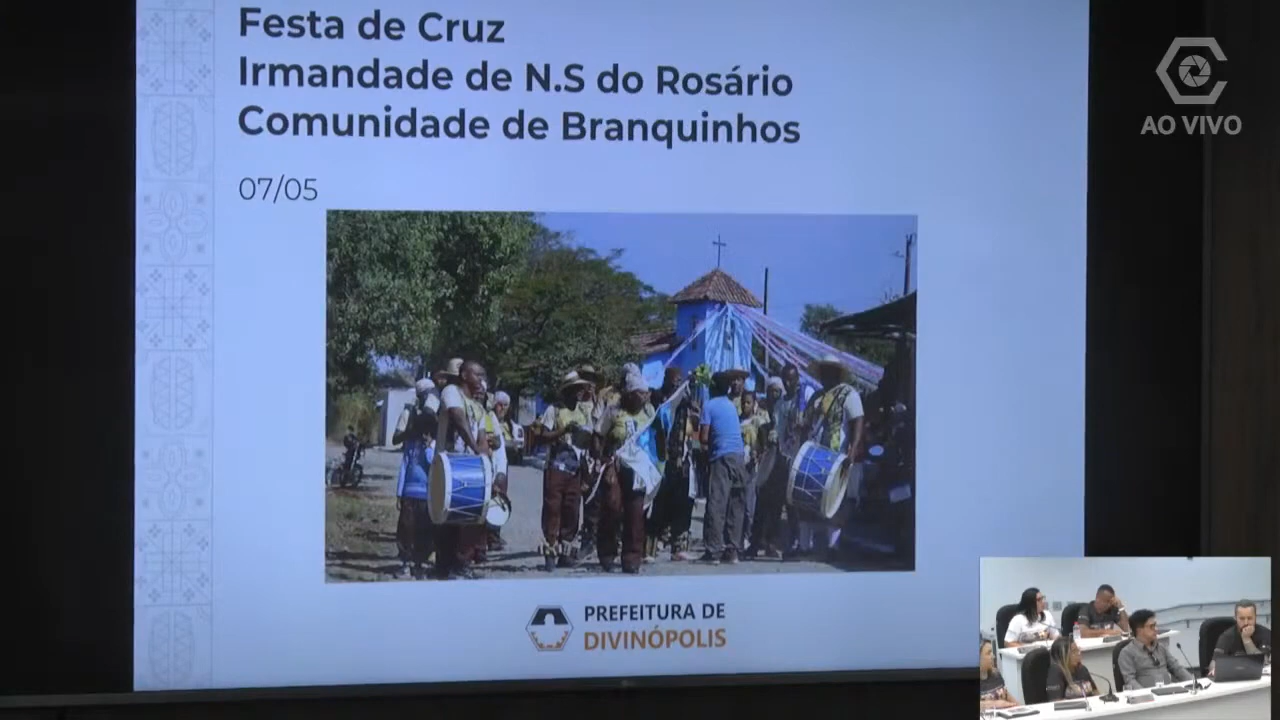 Festa de Cruz
Irmandade de N.S do Rosário
Comunidade de Branquinhos
07/05
PREFEITURA DE
DIVINÓPOLIS
AO VIVO